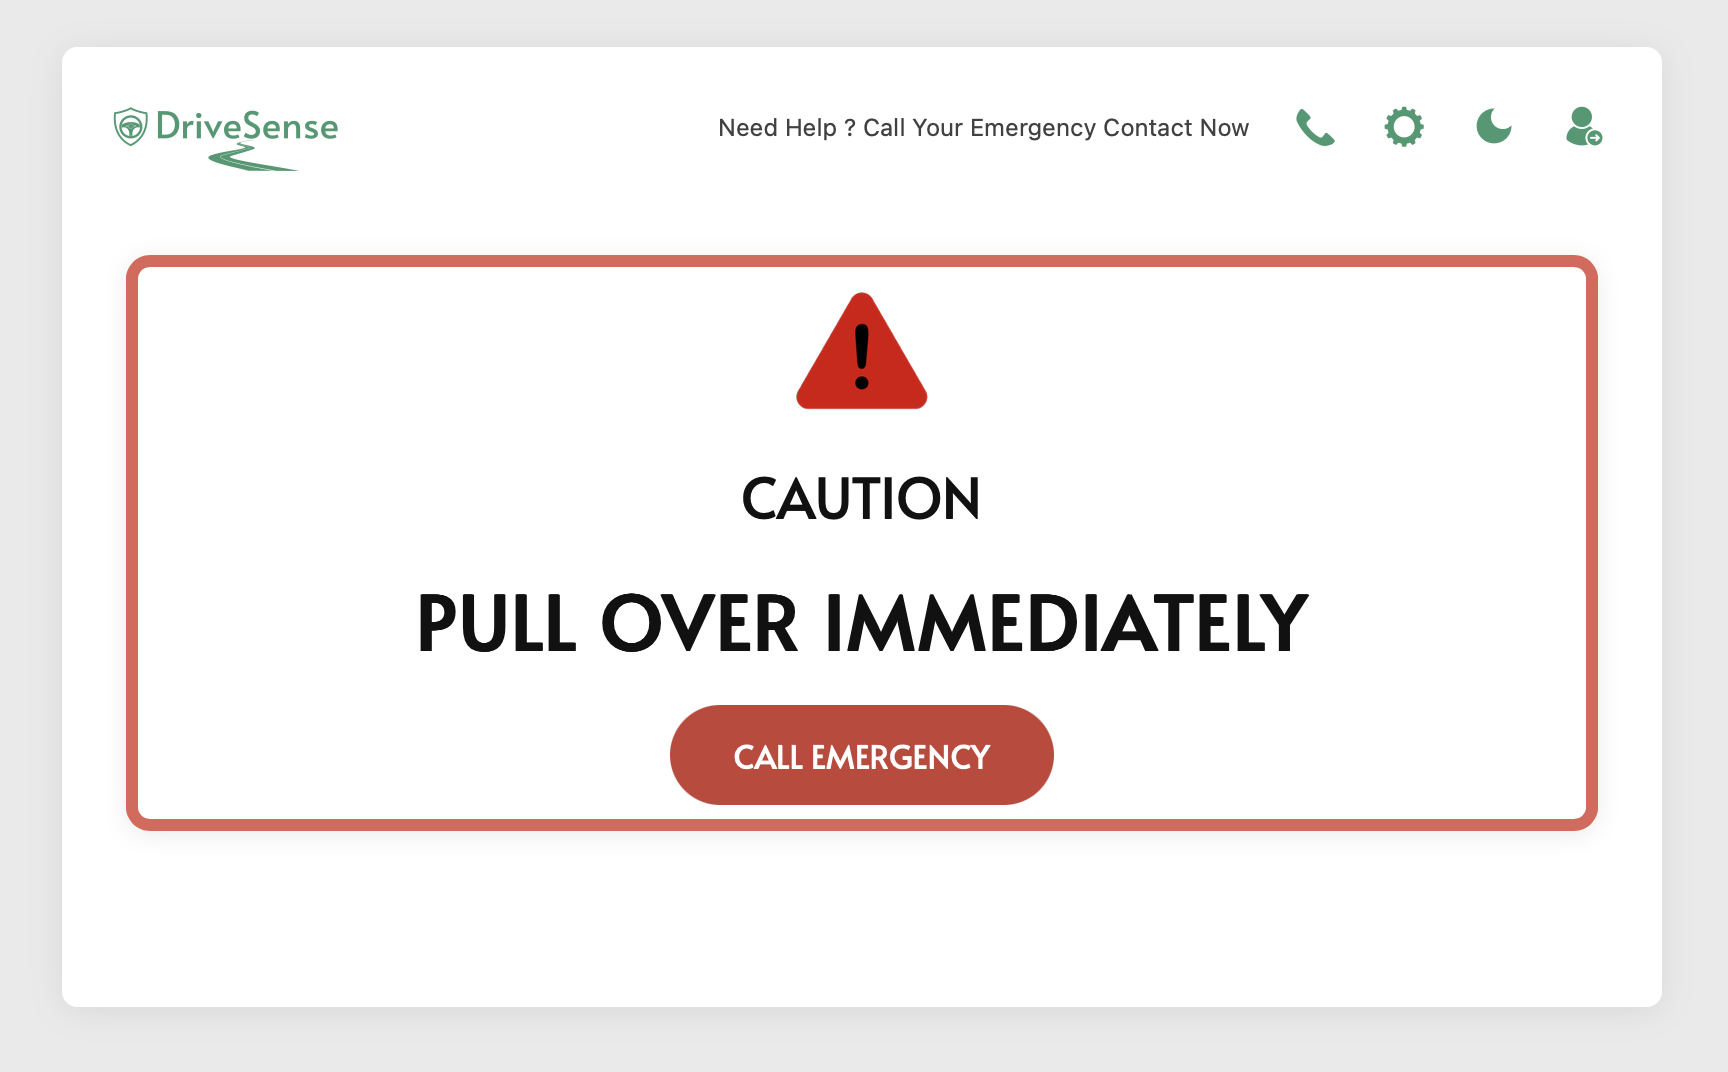 DriveSense
Need Help ? Call Your Emergency Contact Now
CAUTION
PULL OVER IMMEDIATELY
CALL EMERGENCY